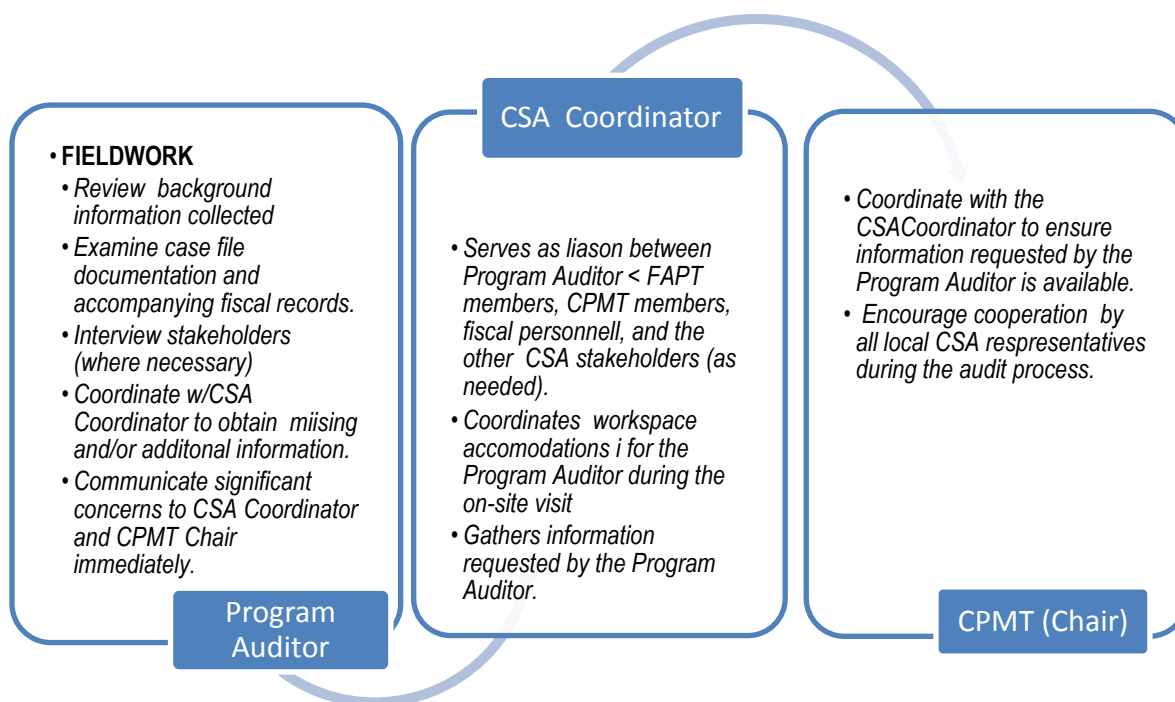 • FIELDWORK
• Review background
information collected
• Examine case file
documentation and
accompanying fiscal records.
• Interview stakeholders
(where necessary)
• Coordinate w/CSA
Coordinator to obtain miising
and/or additonal information.
• Communicate significant
concerns to CSA Coordinator
and CPMT Chair
immediately.
Program
Auditor
CSA Coordinator
• Serves as liason between
Program Auditor < FAPT
members, CPMT members,
fiscal personnell, and the
other CSA stakeholders (as
needed).
• Coordinates workspace
accomodations i for the
Program Auditor during the
on-site visit
• Gathers information
requested by the Program
Auditor.
• Coordinate with the
CSACoordinator to ensure
information requested by the
Program Auditor is available.
• Encourage cooperation by
all local CSA respresentatives
during the audit process.
CPMT (Chair)